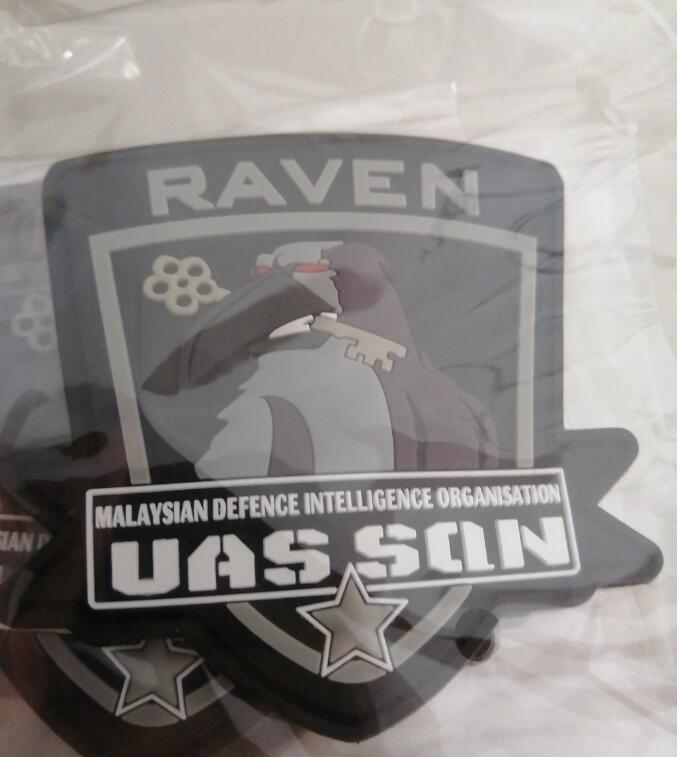 RAVEN
MALAYSIAN DEFENCE INTELLIGENCE ORGANISATION
UAS SQN